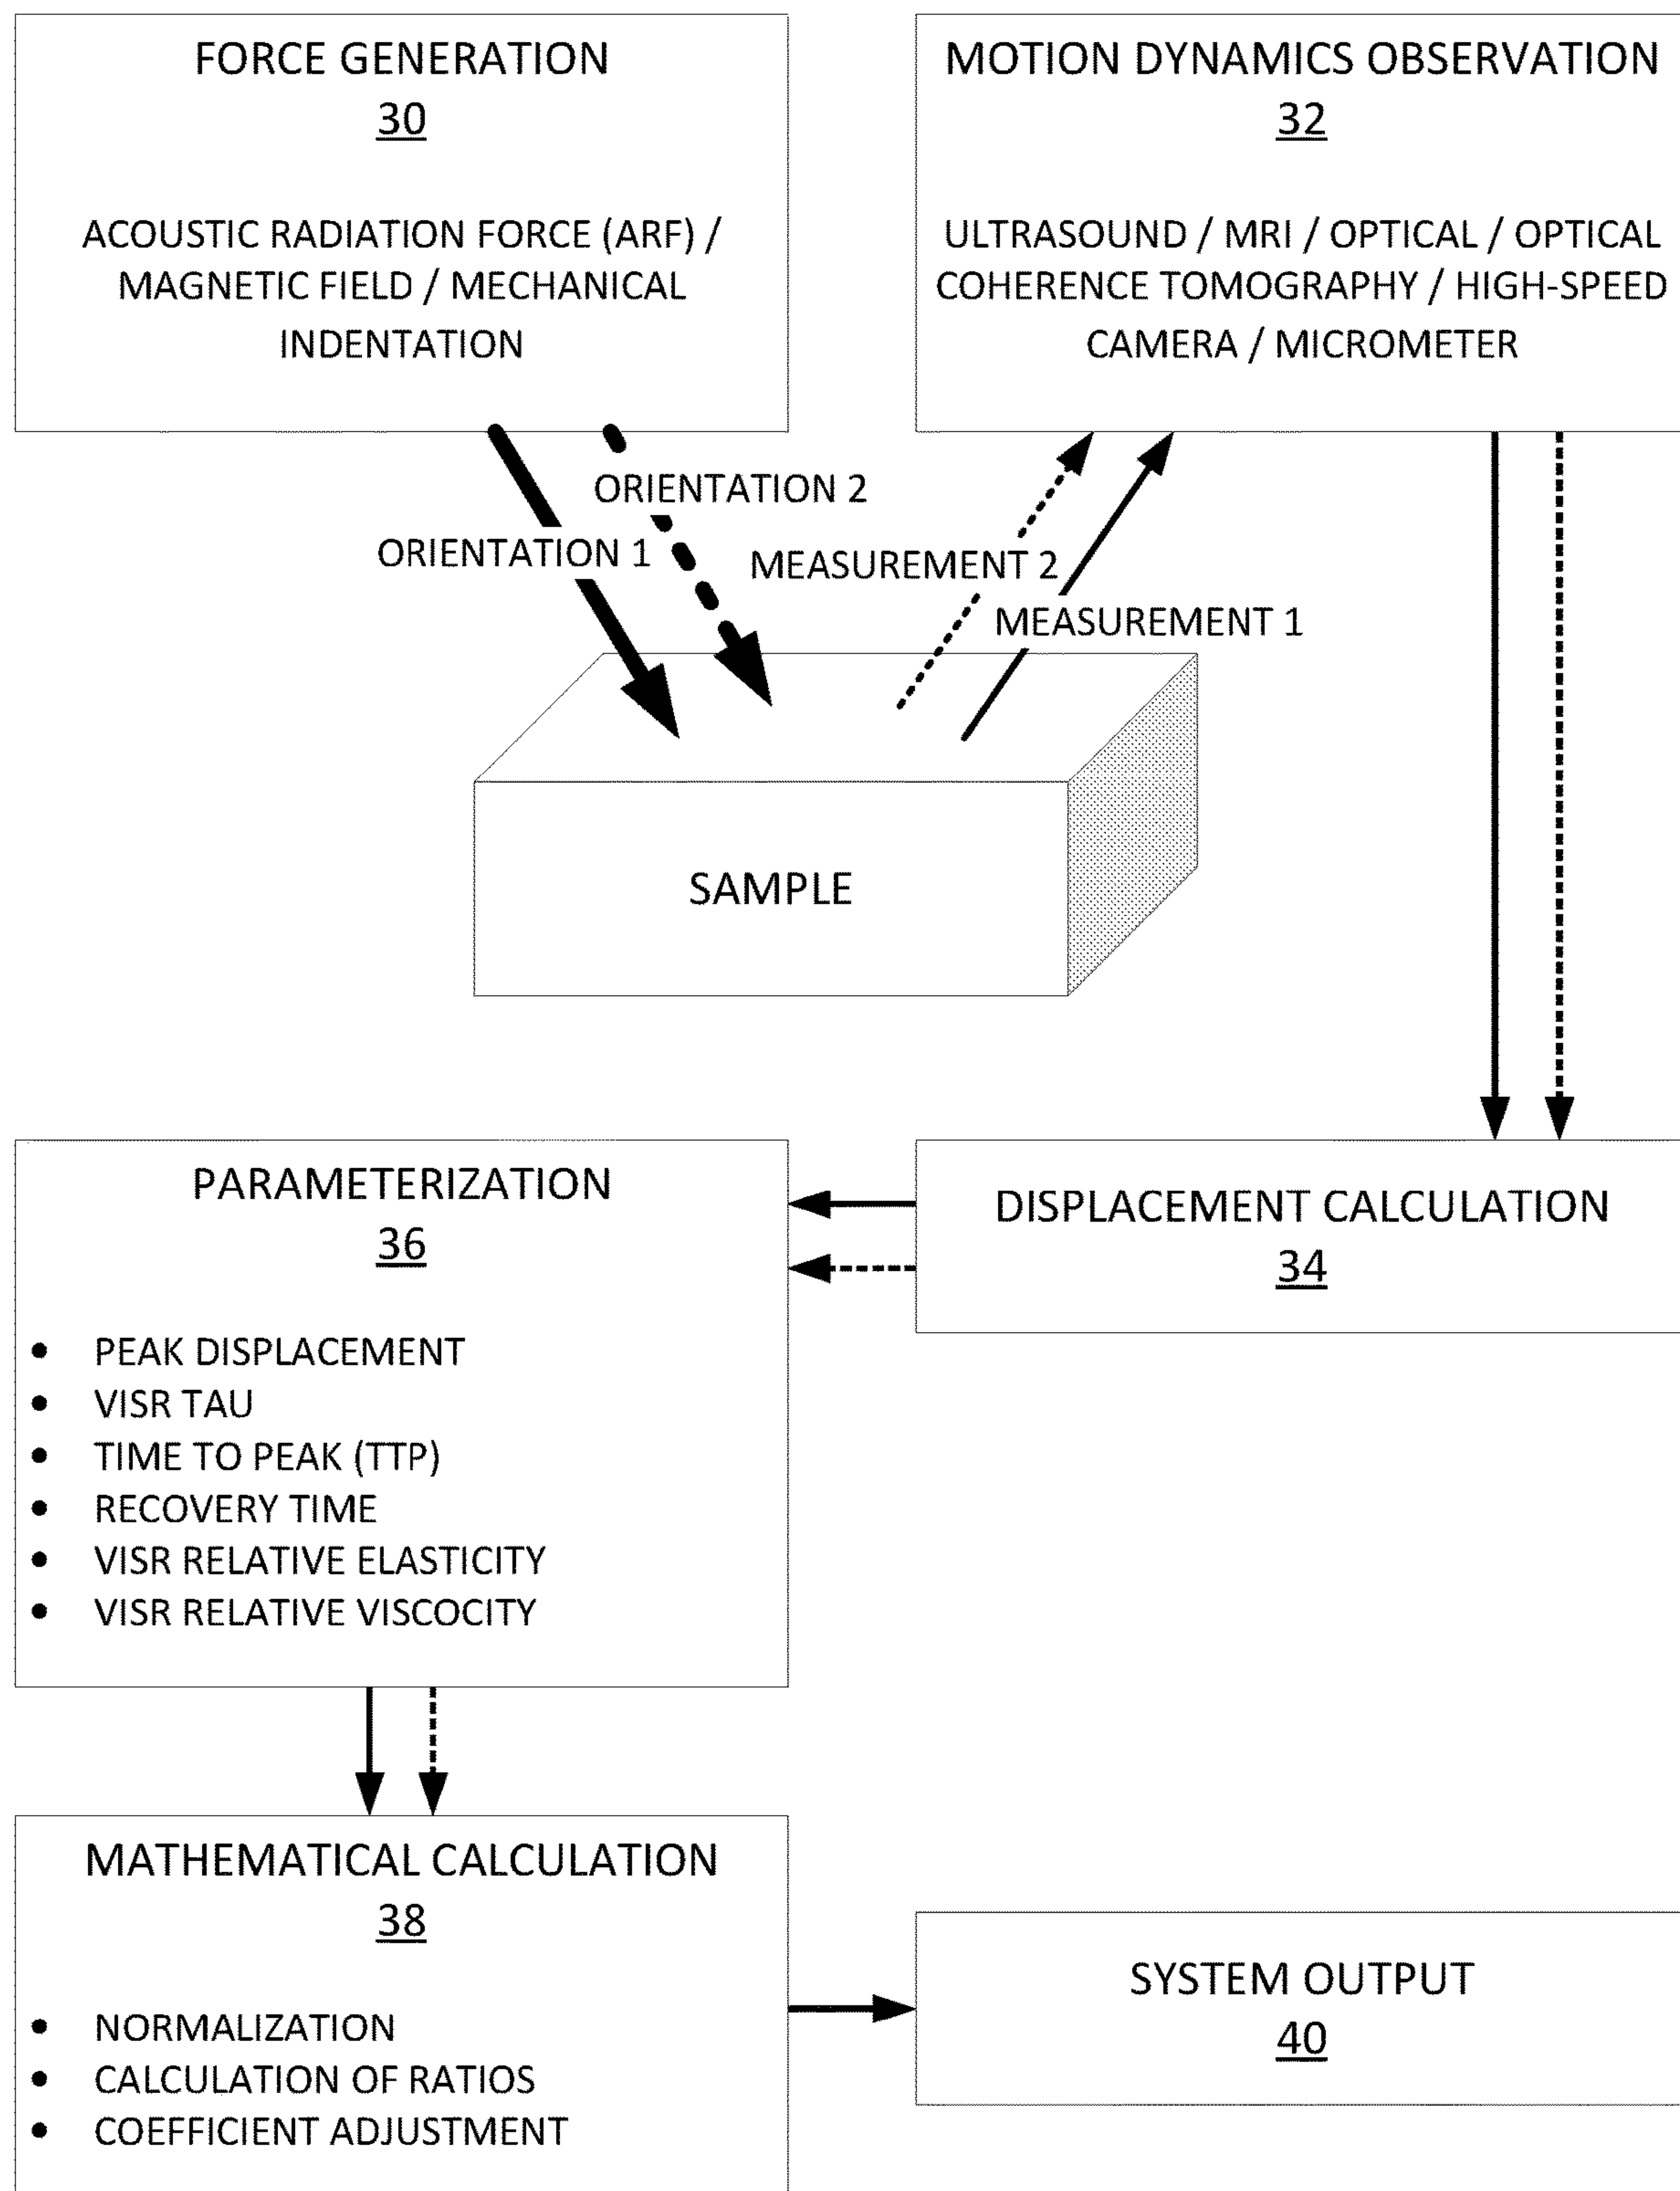 FORCE GENERATION
30
ACOUSTIC RADIATION FORCE (ARF) /
MAGNETIC FIELD / MECHANICAL
INDENTATION
MOTION DYNAMICS OBSERVATION
32
ULTRASOUND / MRI / OPTICAL / OPTICAL
COHERENCE TOMOGRAPHY / HIGH-SPEED
CAMERA / MICROMETER
ORIENTATION 2
ORIENTATION 1
MEASUREMENT 2
MEASUREMENT 1
SAMPLE
DISPLACEMENT CALCULATION
34
PARAMETERIZATION
36
• PEAK DISPLACEMENT
• VISR TAU
• TIME TO PEAK (TTP)
• RECOVERY TIME
• VISR RELATIVE ELASTICITY
• VISR RELATIVE VISCOCITY
MATHEMATICAL CALCULATION
38
• NORMALIZATION
• CALCULATION OF RATIOS
• COEFFICIENT ADJUSTMENT
SYSTEM OUTPUT
40